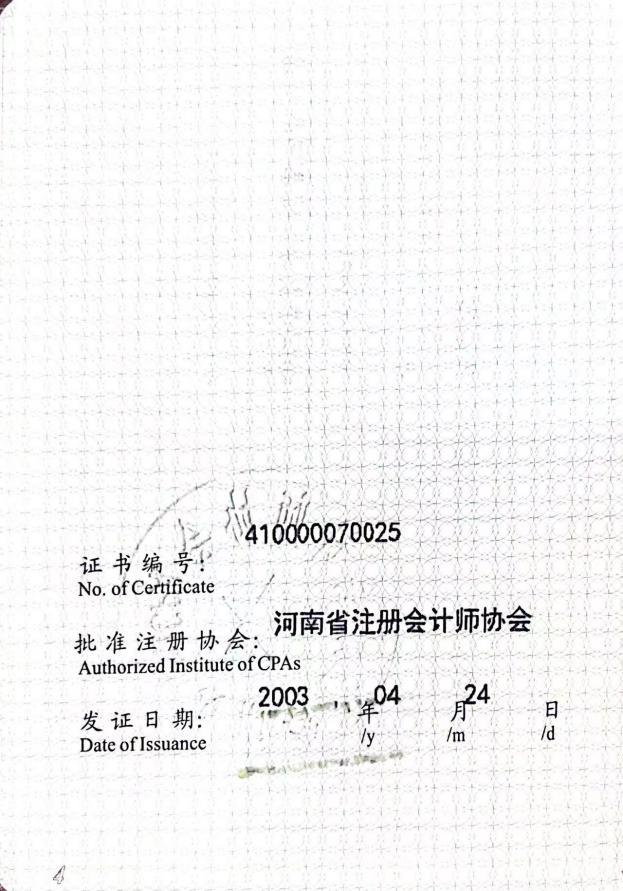 410000070025
证书编号:
No. of Certificate
河南省注册会计师协会
批准注册协会:
Authorized Institute of CPAs
2003 年 04 月 24 日
发证日期:
Date of Issuance /y /m /d
4